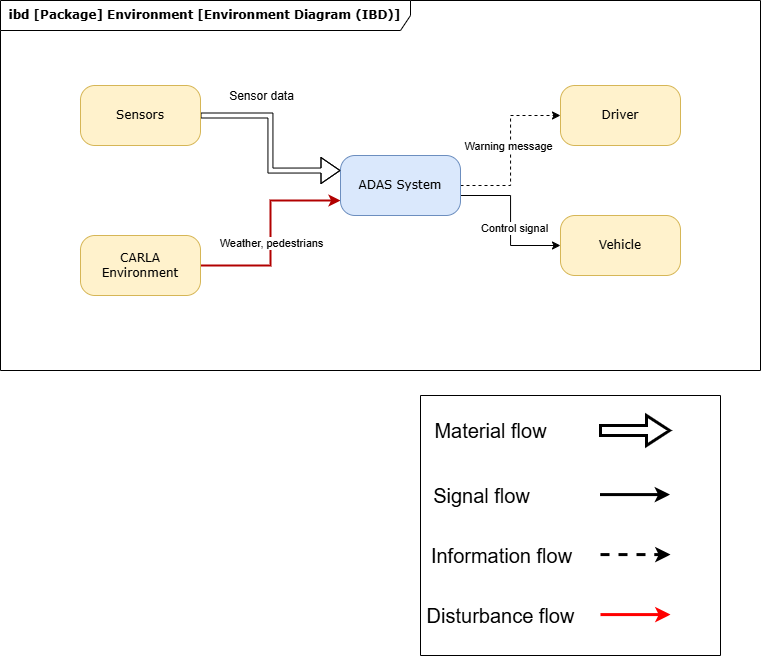 ibd [Package] Environment [Environment Diagram (IBD)]
Sensor data
Sensors
Driver
Warning message
ADAS System
Control signal
Weather, pedestrians
Vehicle
CARLA
Environment
Material flow
Signal flow
Information flow
Disturbance flow